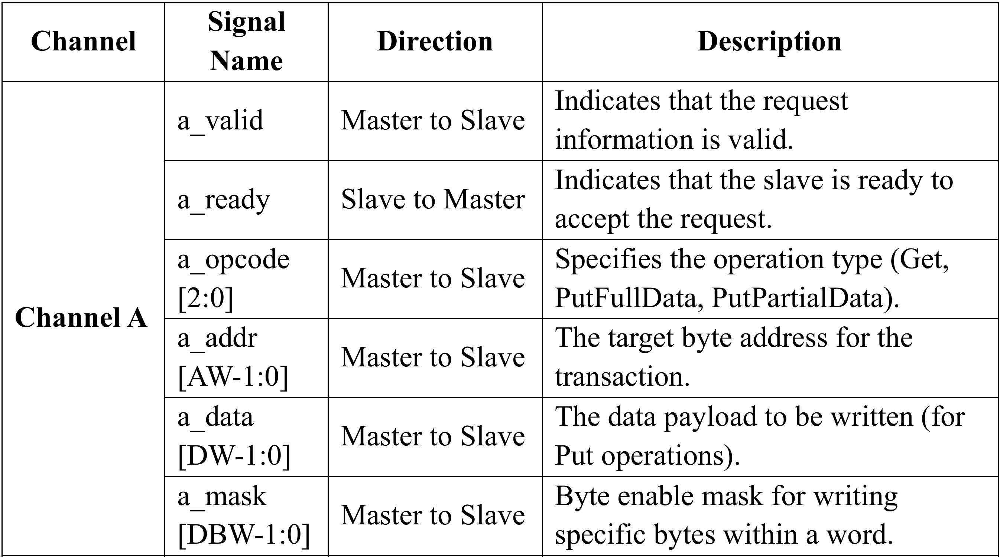 Channel
Signal
Name
Direction
Description
Channel A
a_valid
Master to Slave
Indicates that the request
information is valid.
a_ready
Slave to Master
Indicates that the slave is ready to
accept the request.
a_opcode
[2:0]
Master to Slave
Specifies the operation type (Get,
PutFullData, PutPartialData).
a_addr
[AW-1:0]
Master to Slave
The target byte address for the
transaction.
a_data
[DW-1:0]
Master to Slave
The data payload to be written (for
Put operations).
a_mask
[DBW-1:0]
Master to Slave
Byte enable mask for writing
specific bytes within a word.